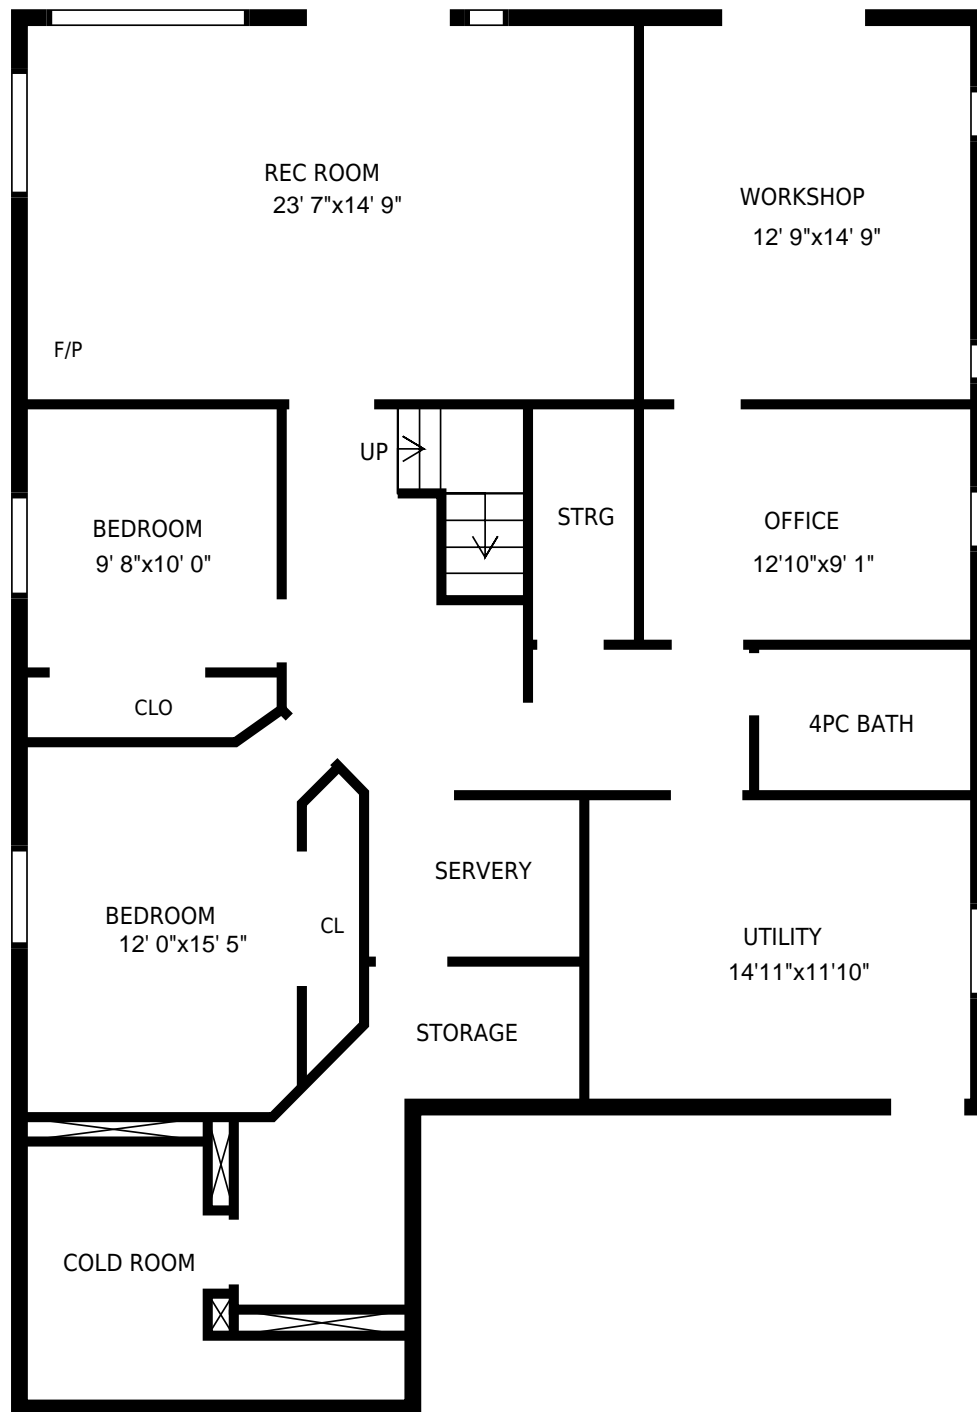 REC ROOM
23' 7"x14' 9"
WORKSHOP
12' 9"x14' 9"
F/P
UP
STRG
OFFICE
12'10"x9' 1"
BEDROOM
9' 8"x10' 0"
CLO
4PC BATH
SERVERY
BEDROOM
12' 0"x15' 5"
CL
UTILITY
14'11"x11'10"
STORAGE
COLD ROOM